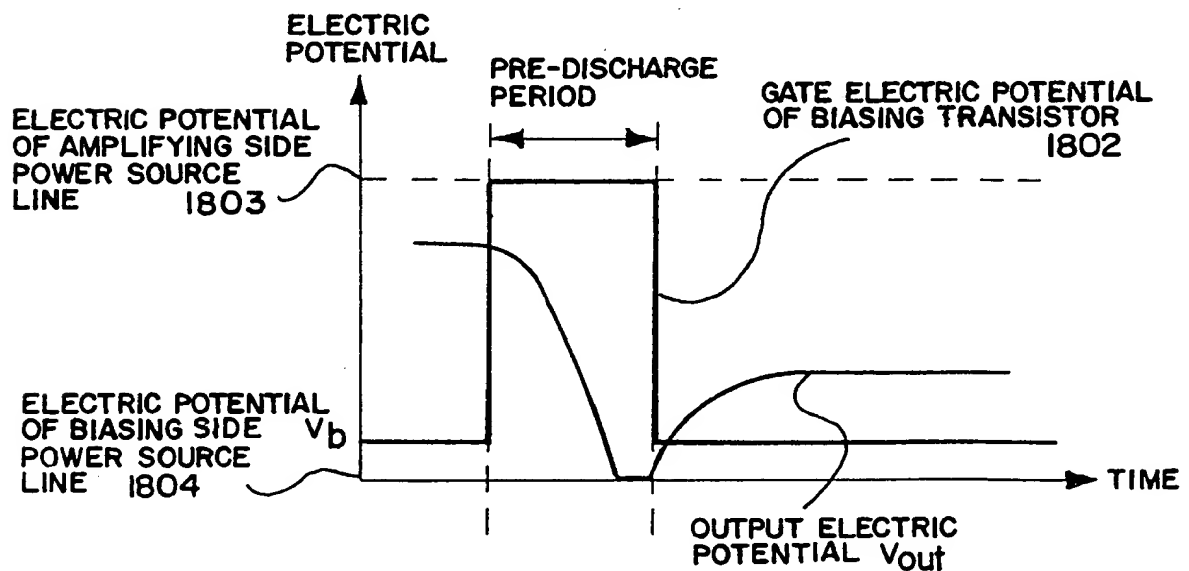 ELECTRIC
POTENTIAL
PRE-DISCHARGE
PERIOD
GATE ELECTRIC POTENTIAL
OF BIASING TRANSISTOR
1802
ELECTRIC POTENTIAL
OF AMPLIFYING SIDE
POWER SOURCE
LINE 1803
ELECTRIC POTENTIAL
OF BIASING SIDE Vb
POWER SOURCE
LINE 1804
TIME
OUTPUT ELECTRIC
POTENTIAL Vout